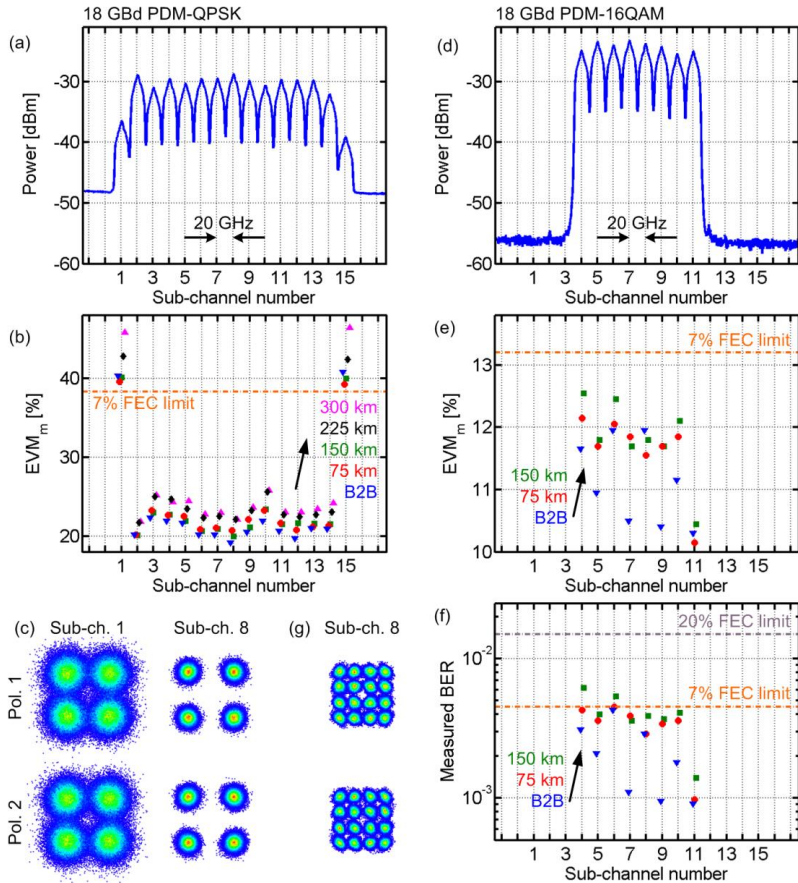 18 GBd PDM-QPSK
(a)
Power [dBm]
-30
-40
-50
-60
20 GHz
1 3 5 7 9 11 13 15
Sub-channel number
(b)
EVMm [%]
40
30
20
7% FEC limit
300 km
225 km
150 km
75 km
B2B
1 3 5 7 9 11 13 15
Sub-channel number
(c) Sub-ch. 1 Sub-ch. 8
Pol. 1
Pol. 2
(g) Sub-ch. 8
18 GBd PDM-16QAM
(d)
Power [dBm]
-30
-40
-50
-60
20 GHz
1 3 5 7 9 11 13 15
Sub-channel number
(e)
EVMm [%]
13
12
11
10
7% FEC limit
150 km
75 km
B2B
1 3 5 7 9 11 13 15
Sub-channel number
(f)
Measured BER
10-2
10-3
20% FEC limit
7% FEC limit
150 km
75 km
B2B
1 3 5 7 9 11 13 15
Sub-channel number